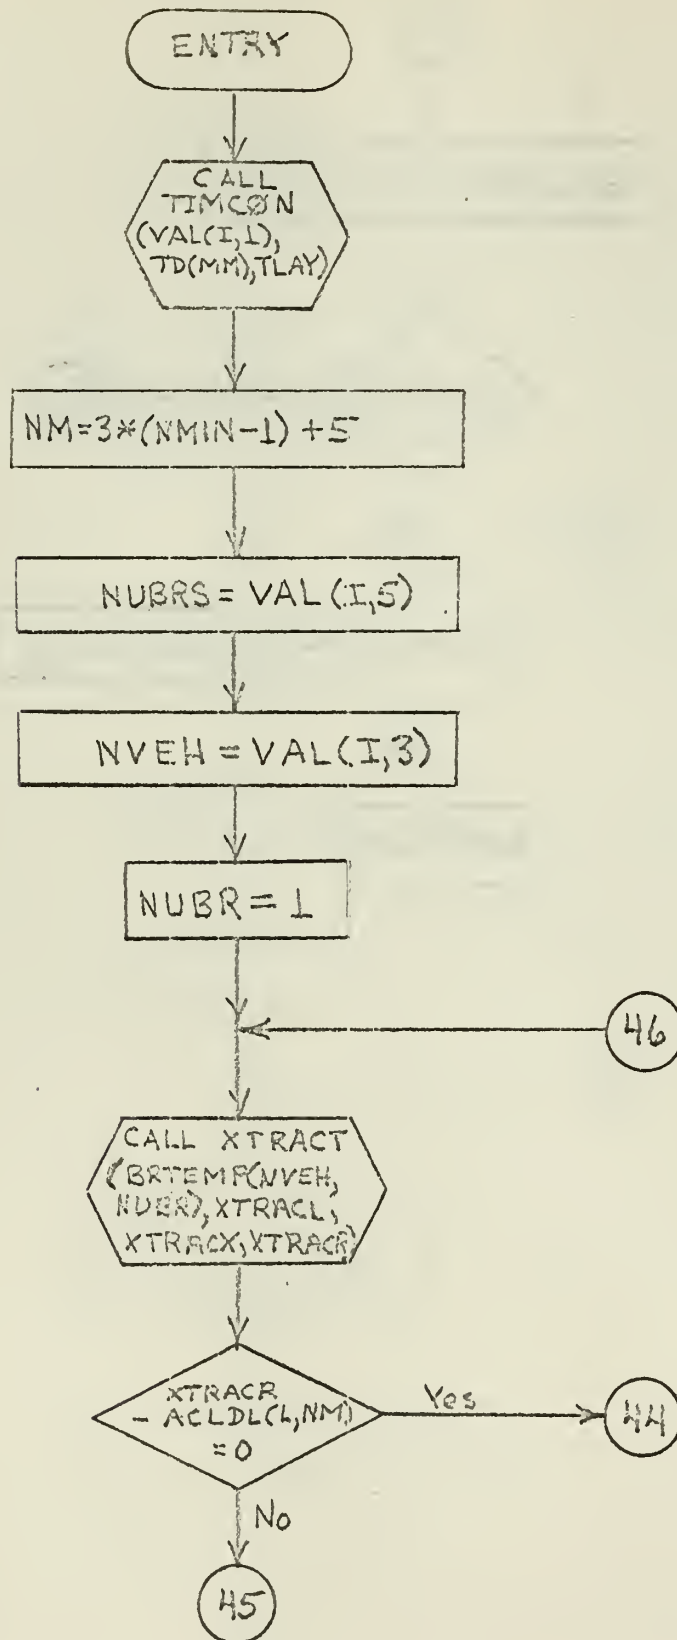 ENTRY
CALL
TIMCØN
(VAL(I,1),
TD(MM),TLAY)
NM=3*(NMIN-1)+5
NUBRS = VAL(I,5)
NVEH = VAL(I,3)
NUBR = 1
46
CALL XTRACT
(BRTEMP(NVEH,
NUBR),XTRACL,
XTRACX,XTRACR)
XTRACR
- ACLDL(L,NM)
=0
Yes
44
No
45